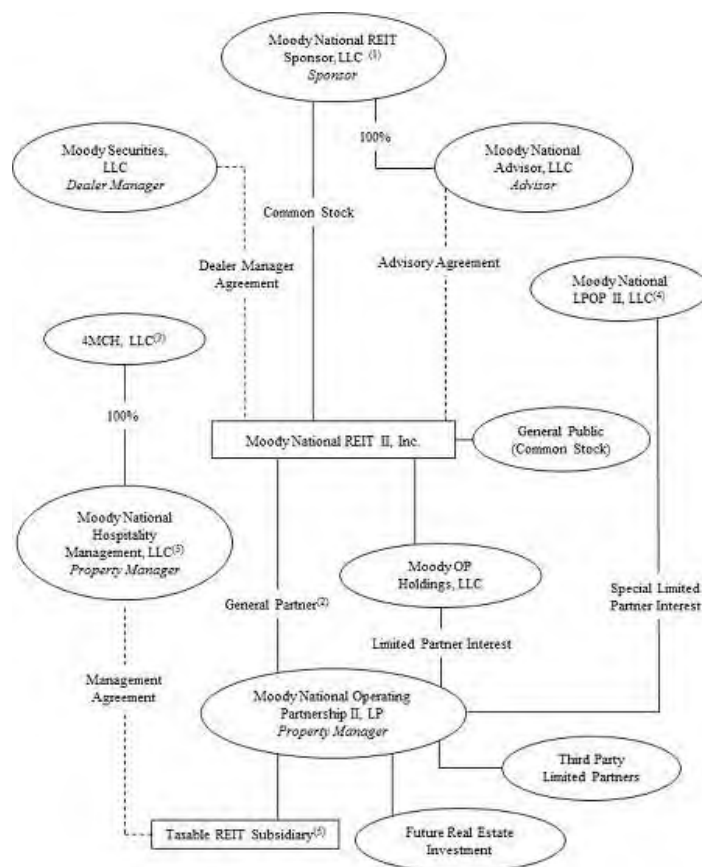 Moody National REIT
Sponsor, LLC (1)
Sponsor
100%
Moody Securities,
LLC
Dealer Manager
Moody National
Advisor, LLC
Advisor
Common Stock
Dealer Manager
Agreement
Advisory Agreement
Moody National
LPOP II, LLC(4)
4MCH, LLC(3)
100%
Moody National REIT II, Inc.
General Public
(Common Stock)
Moody National
Hospitality
Management, LLC(5)
Property Manager
Moody OP
Holdings, LLC
General Partner(2)
Special Limited
Partner Interest
Limited Partner Interest
Management
Agreement
Moody National Operating
Partnership II, LP
Property Manager
Third Party
Limited Partners
Taxable REIT Subsidiary(5)
Future Real Estate
Investment